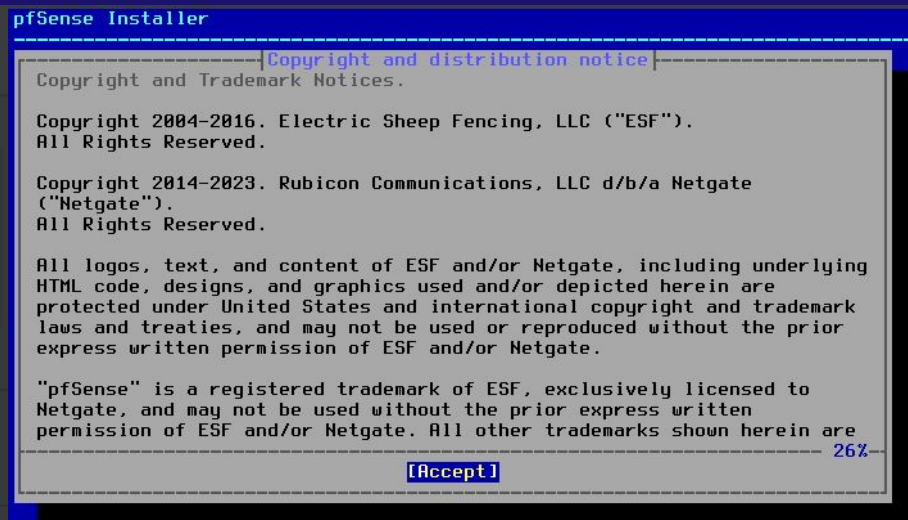 pfSense Installer
Copyright and distribution notice
Copyright and Trademark Notices.
Copyright 2004-2016. Electric Sheep Fencing, LLC ("ESF").
All Rights Reserved.
Copyright 2014-2023. Rubicon Communications, LLC d/b/a Netgate
("Netgate").
All Rights Reserved.
All logos, text, and content of ESF and/or Netgate, including underlying
HTML code, designs, and graphics used and/or depicted herein are
protected under United States and international copyright and trademark
laws and treaties, and may not be used or reproduced without the prior
express written permission of ESF and/or Netgate.
"pfSense" is a registered trademark of ESF, exclusively licensed to
Netgate, and may not be used without the prior express written
permission of ESF and/or Netgate. All other trademarks shown herein are
26%
[Accept]